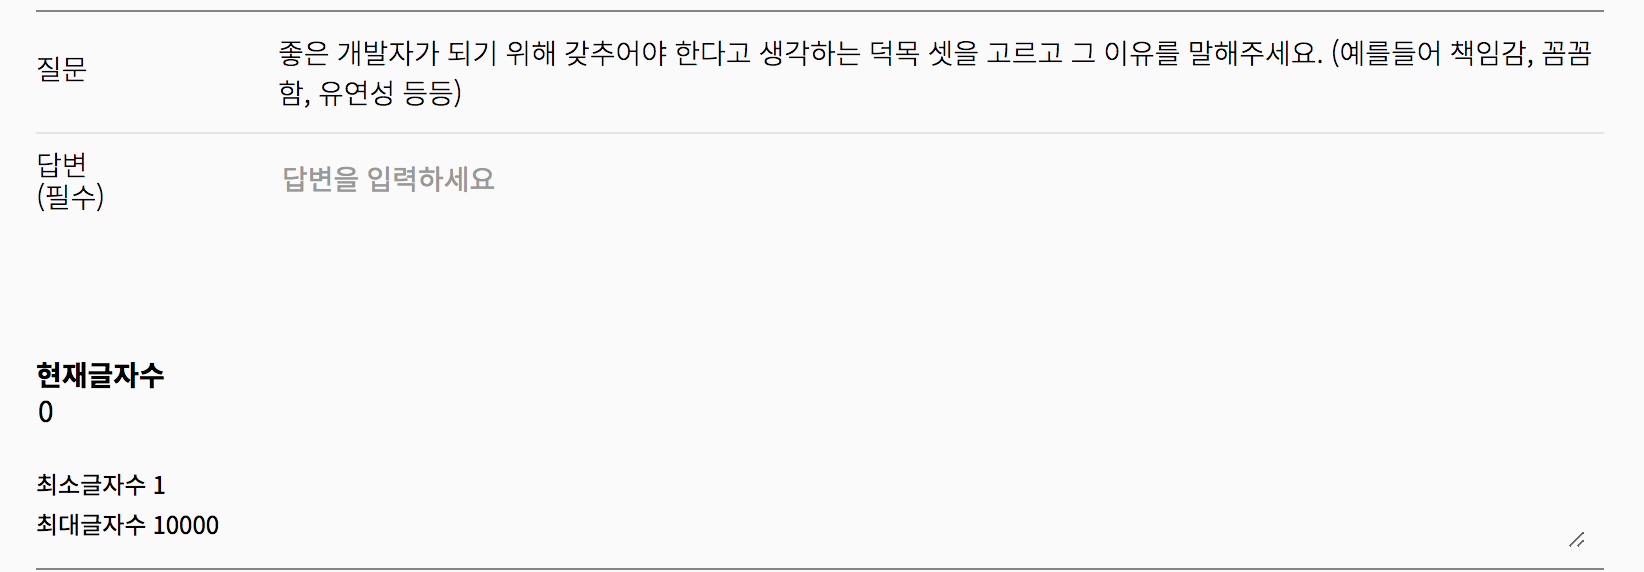 질문
좋은 개발자가 되기 위해 갖추어야 한다고 생각하는 덕목 셋을 고르고 그 이유를 말해주세요. (예를들어 책임감, 꼼꼼
함, 유연성 등등)
답변
(필수)
답변을 입력하세요
현재글자수
0
최소글자수 1
최대글자수 10000